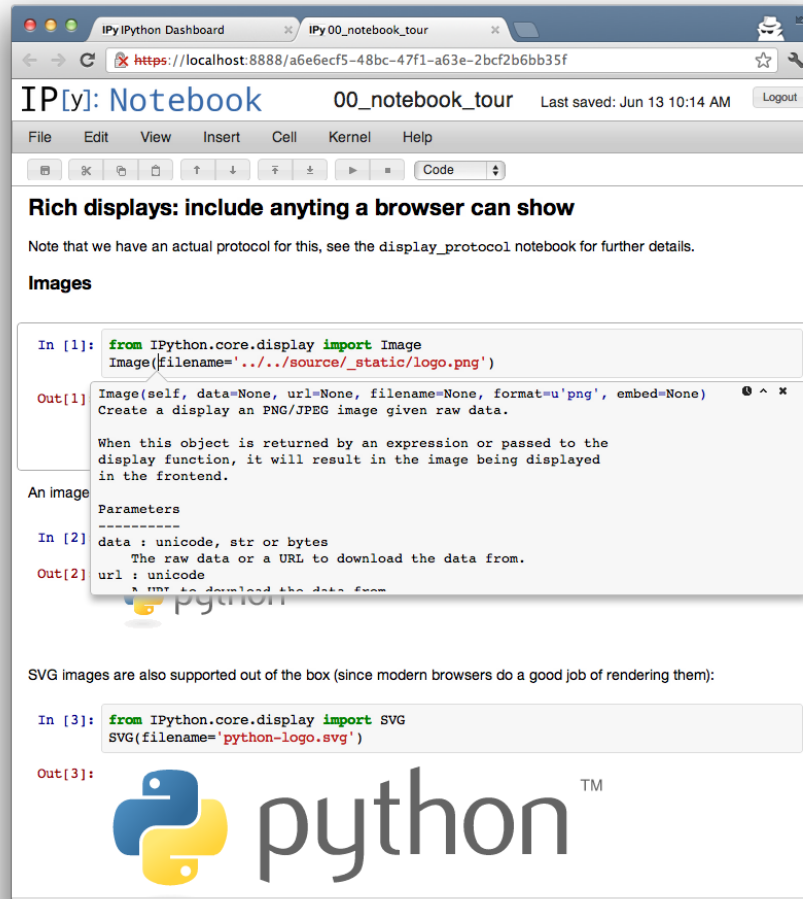 IPy IPython Dashboard
IPy 00_notebook_tour
https://localhost:8888/a6e6ecf5-48bc-47f1-a63e-2bcf2b6bb35f
IP[y]: Notebook
00_notebook_tour
Last saved: Jun 13 10:14 AM
Logout
File Edit View Insert Cell Kernel Help
Code
Rich displays: include anyting a browser can show
Note that we have an actual protocol for this, see the display_protocol notebook for further details.
Images
In [1]: from IPython.core.display import Image
Image(filename='../../source/_static/logo.png')
Out[1]
Image(self, data=None, url=None, filename=None, format=u'png', embed=None)
Create a display an PNG/JPEG image given raw data.
When this object is returned by an expression or passed to the
display function, it will result in the image being displayed
in the frontend.
Parameters
----------
data : unicode, str or bytes
The raw data or a URL to download the data from.
url : unicode
A URL to download the data from
An image
In [2]
Out[2]
python
SVG images are also supported out of the box (since modern browsers do a good job of rendering them):
In [3]: from IPython.core.display import SVG
SVG(filename='python-logo.svg')
Out[3]:
python TM